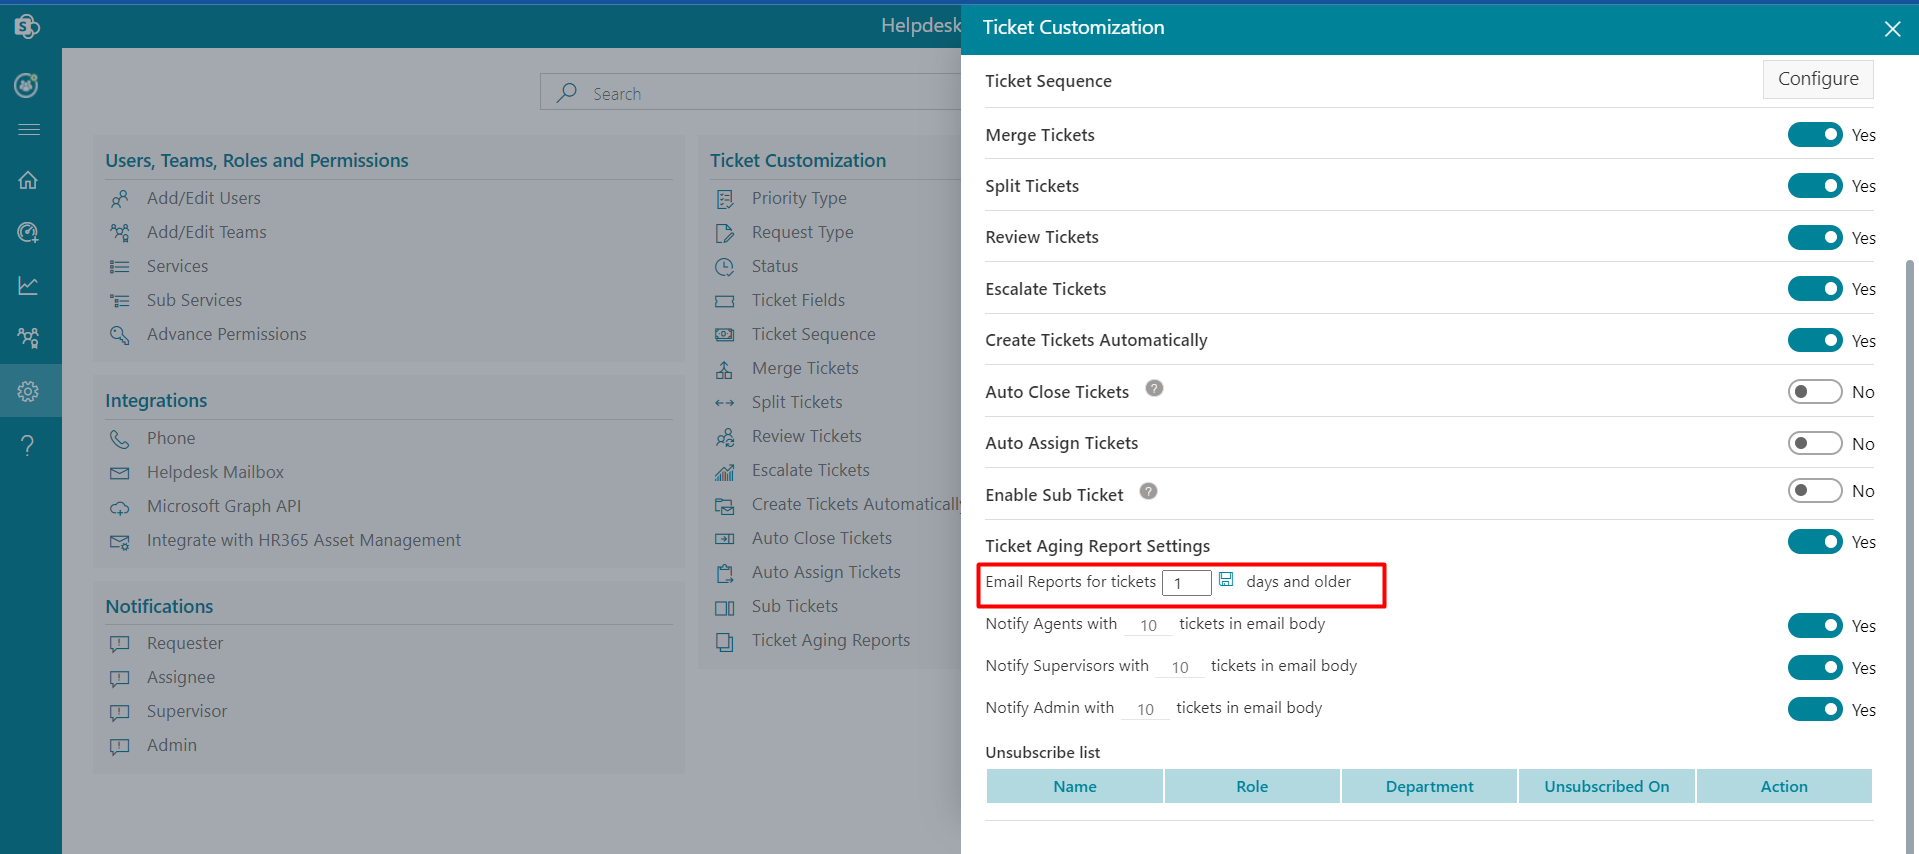 Helpdesk
Search
Users, Teams, Roles and Permissions
Add/Edit Users
Add/Edit Teams
Services
Sub Services
Advance Permissions
Integrations
Phone
Helpdesk Mailbox
Microsoft Graph API
Integrate with HR365 Asset Management
Notifications
Requester
Assignee
Supervisor
Admin
Ticket Customization
Priority Type
Request Type
Status
Ticket Fields
Ticket Sequence
Merge Tickets
Split Tickets
Review Tickets
Escalate Tickets
Create Tickets Automatically
Auto Close Tickets
Auto Assign Tickets
Sub Tickets
Ticket Aging Reports
Ticket Customization
Ticket Sequence Configure
Merge Tickets Yes
Split Tickets Yes
Review Tickets Yes
Escalate Tickets Yes
Create Tickets Automatically Yes
Auto Close Tickets ? No
Auto Assign Tickets No
Enable Sub Ticket ? No
Ticket Aging Report Settings Yes
Email Reports for tickets 1 days and older
Notify Agents with 10 tickets in email body Yes
Notify Supervisors with 10 tickets in email body Yes
Notify Admin with 10 tickets in email body Yes
Unsubscribe list
Name Role Department Unsubscribed On Action